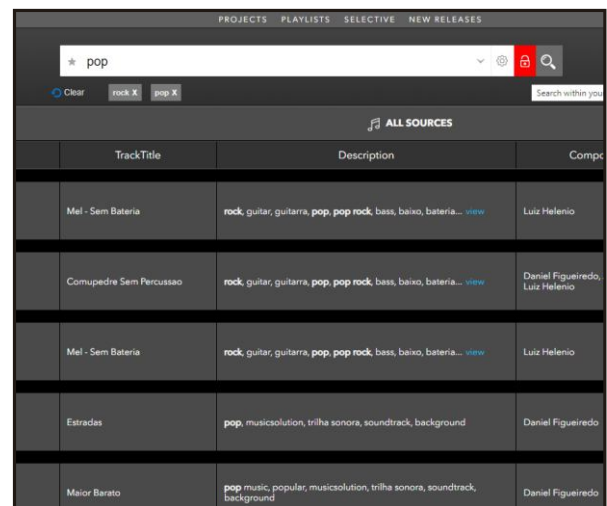 PROJECTS PLAYLISTS SELECTIVE NEW RELEASES
pop
Clear rock X pop X Search within you
ALL SOURCES
TrackTitle Description Compo
Mel - Sem Bateria rock, guitar, guitarra, pop, pop rock, bass, baixo, bateria... view Luiz Helenio
Comupedre Sem Percussao rock, guitar, guitarra, pop, pop rock, bass, baixo, bateria... view Daniel Figueiredo,
Luiz Helenio
Mel - Sem Bateria rock, guitar, guitarra, pop, pop rock, bass, baixo, bateria... view Luiz Helenio
Estradas pop, musicsolution, trilha sonora, soundtrack, background Daniel Figueiredo
Maior Barato pop music, popular, musicsolution, trilha sonora, soundtrack,
background Daniel Figueiredo